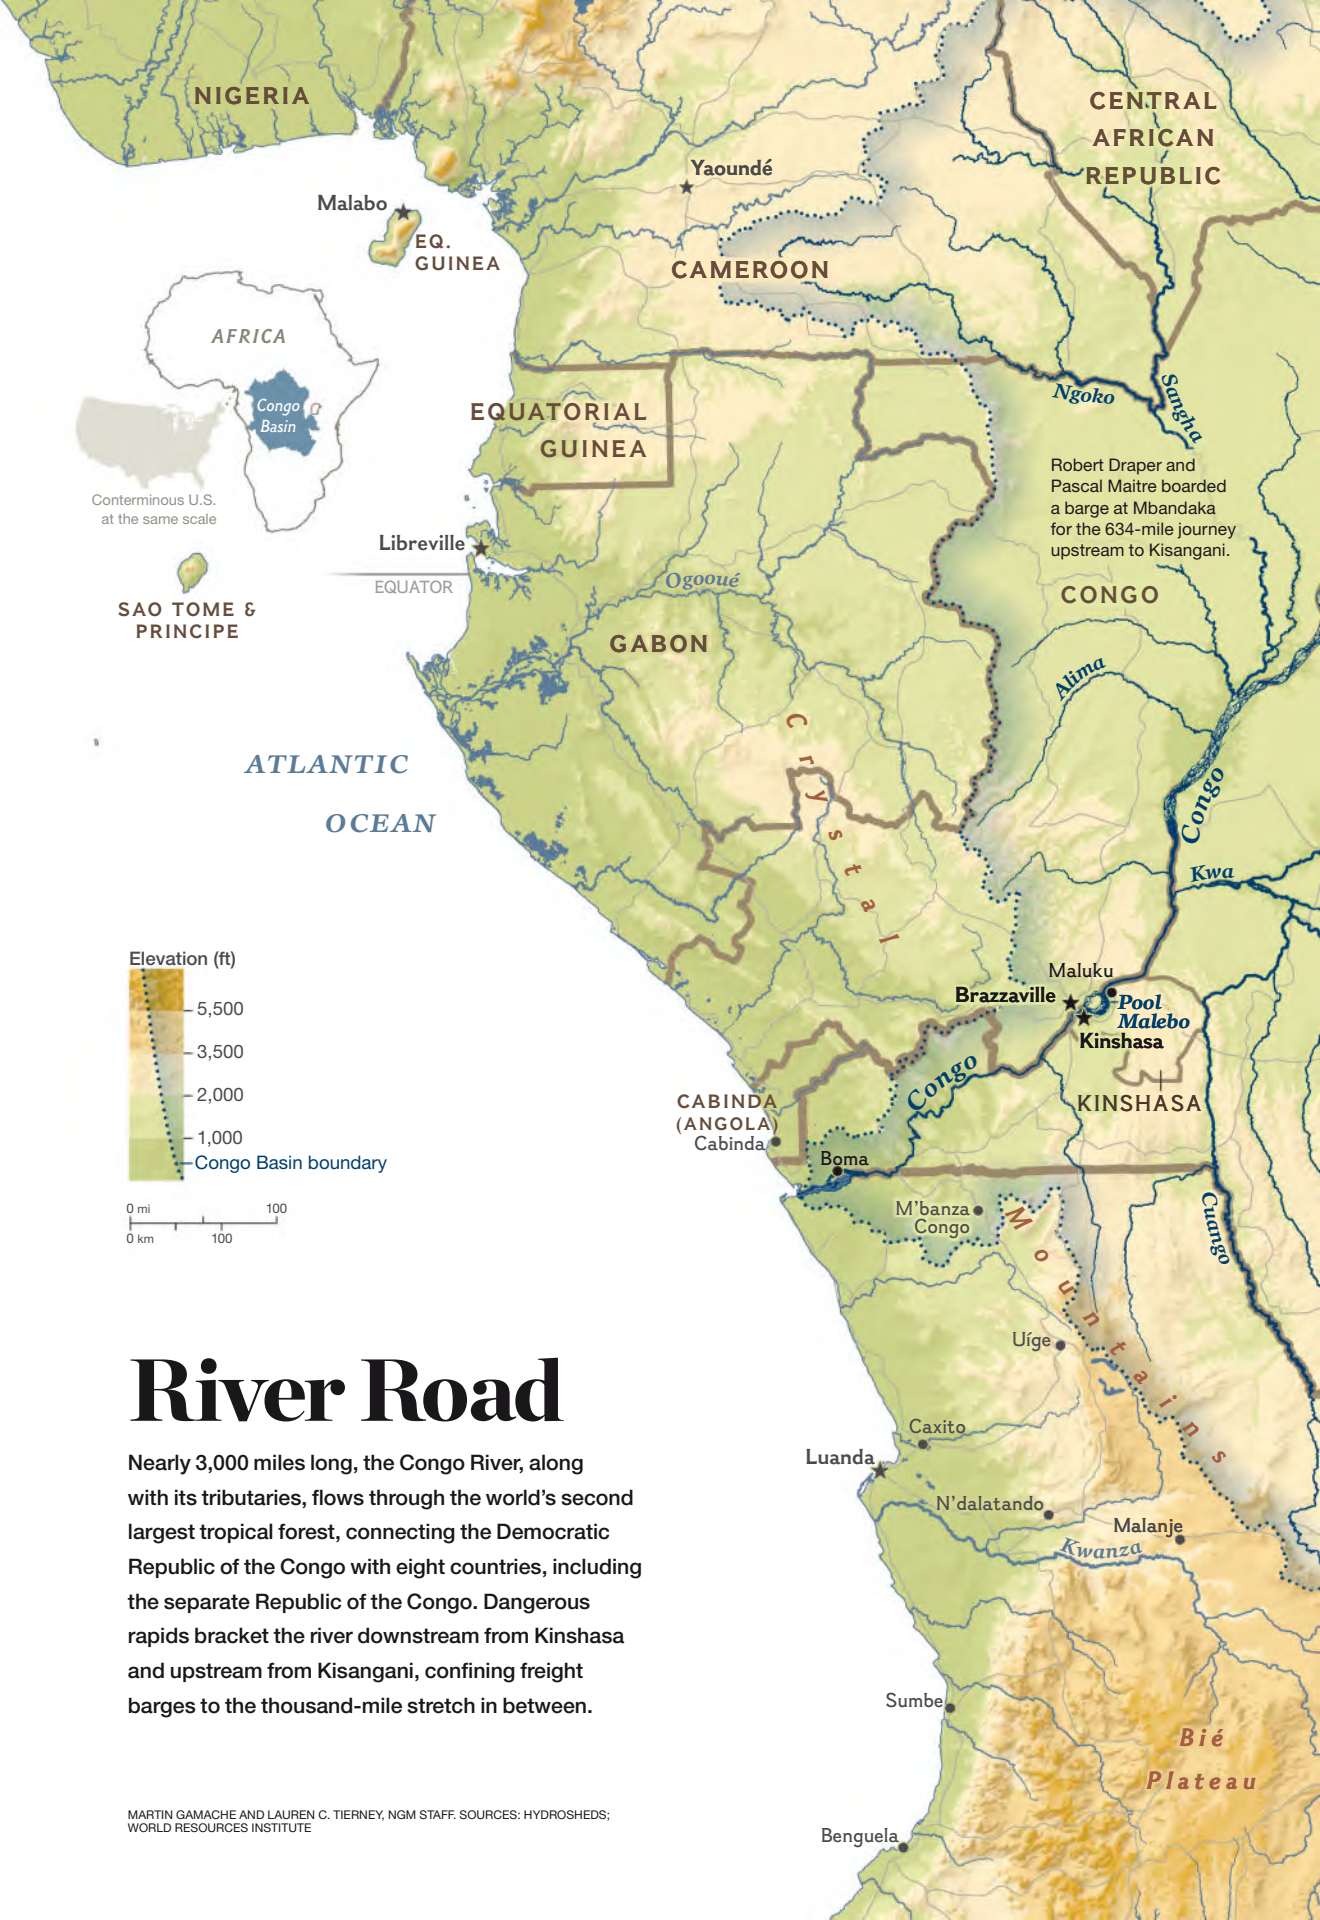 NIGERIA
CENTRAL
AFRICAN
REPUBLIC
Yaoundé
Malabo
EQ.
GUINEA
CAMEROON
AFRICA
Congo
Basin
Conterminous U.S.
at the same scale
EQUATORIAL
GUINEA
Ngoko
Sangha
Robert Draper and
Pascal Maitre boarded
a barge at Mbandaka
for the 634-mile journey
upstream to Kisangani.
Libreville
EQUATOR
SAO TOME &
PRINCIPE
Ogooué
CONGO
GABON
Alima
ATLANTIC
OCEAN
Crystal
Congo
Kwa
Maluku
Brazzaville
Pool
Malebo
Kinshasa
Elevation (ft)
5,500
3,500
2,000
1,000
Congo Basin boundary
0 mi 100
0 km 100
Congo
KINSHASA
CABINDA
(ANGOLA)
Cabinda
Boma
M'banza
Congo
Mountains
Cuango
Uíge
River Road
Nearly 3,000 miles long, the Congo River, along
with its tributaries, flows through the world's second
largest tropical forest, connecting the Democratic
Republic of the Congo with eight countries, including
the separate Republic of the Congo. Dangerous
rapids bracket the river downstream from Kinshasa
and upstream from Kisangani, confining freight
barges to the thousand-mile stretch in between.
Caxito
Luanda
N'dalatando
Malanje
Kwanza
Sumbe
Bié
Plateau
Benguela
MARTIN GAMACHE AND LAUREN C. TIERNEY, NGM STAFF. SOURCES: HYDROSHEDS;
WORLD RESOURCES INSTITUTE